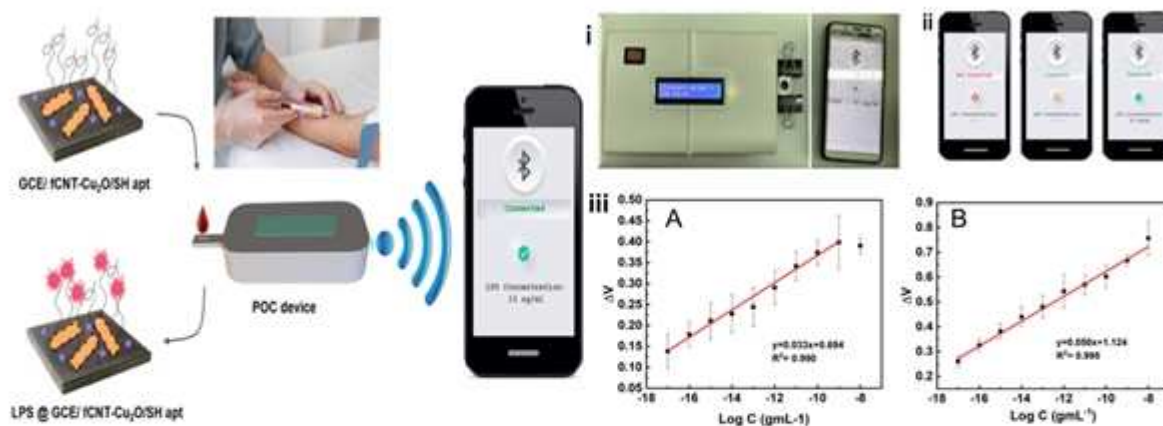 GCE/ fCNT-Cu₂O/SH apt
POC device
LPS @ GCE/ fCNT-Cu₂O/SH apt
Connected
LPS Concentration:
i
ii
iii
A
ΔV
0.50
0.45
0.40
0.35
0.30
0.25
0.20
0.15
0.10
0.05
y=0.033x+0.694
R²= 0.990
-18
-16
-14
-12
-10
-8
Log C (gmL-1)
B
ΔV
0.9
0.8
0.7
0.6
0.5
0.4
0.3
0.2
y=0.050x+1.124
R²= 0.995
-18
-16
-14
-12
-10
-8
Log C (gmL⁻¹)